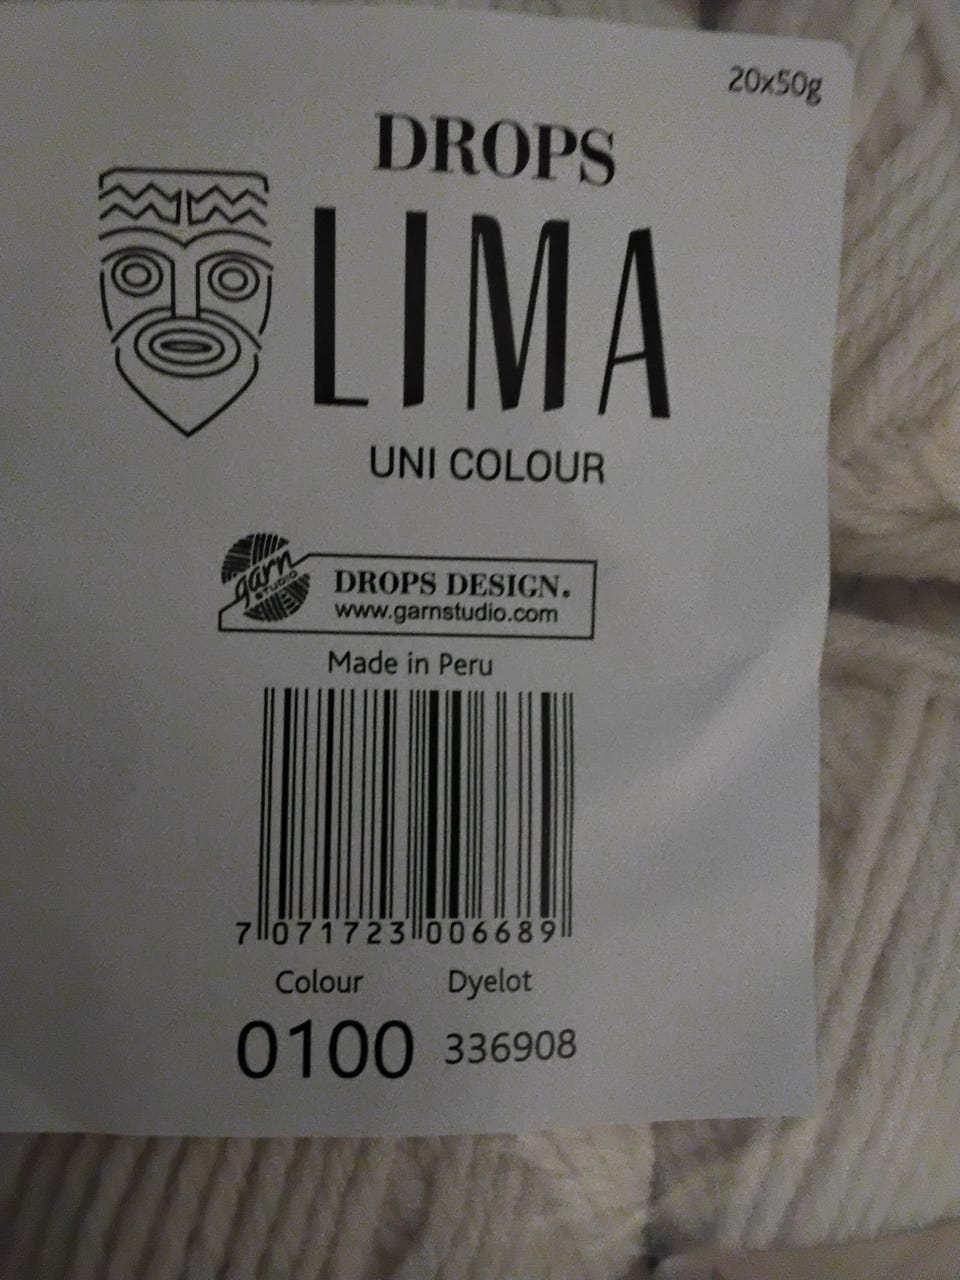 20x50g
DROPS
LIMA
UNI COLOUR
garn
STUDIO
DROPS DESIGN.
www.garnstudio.com
Made in Peru
7 071723 006689
Colour Dyelot
0100 336908